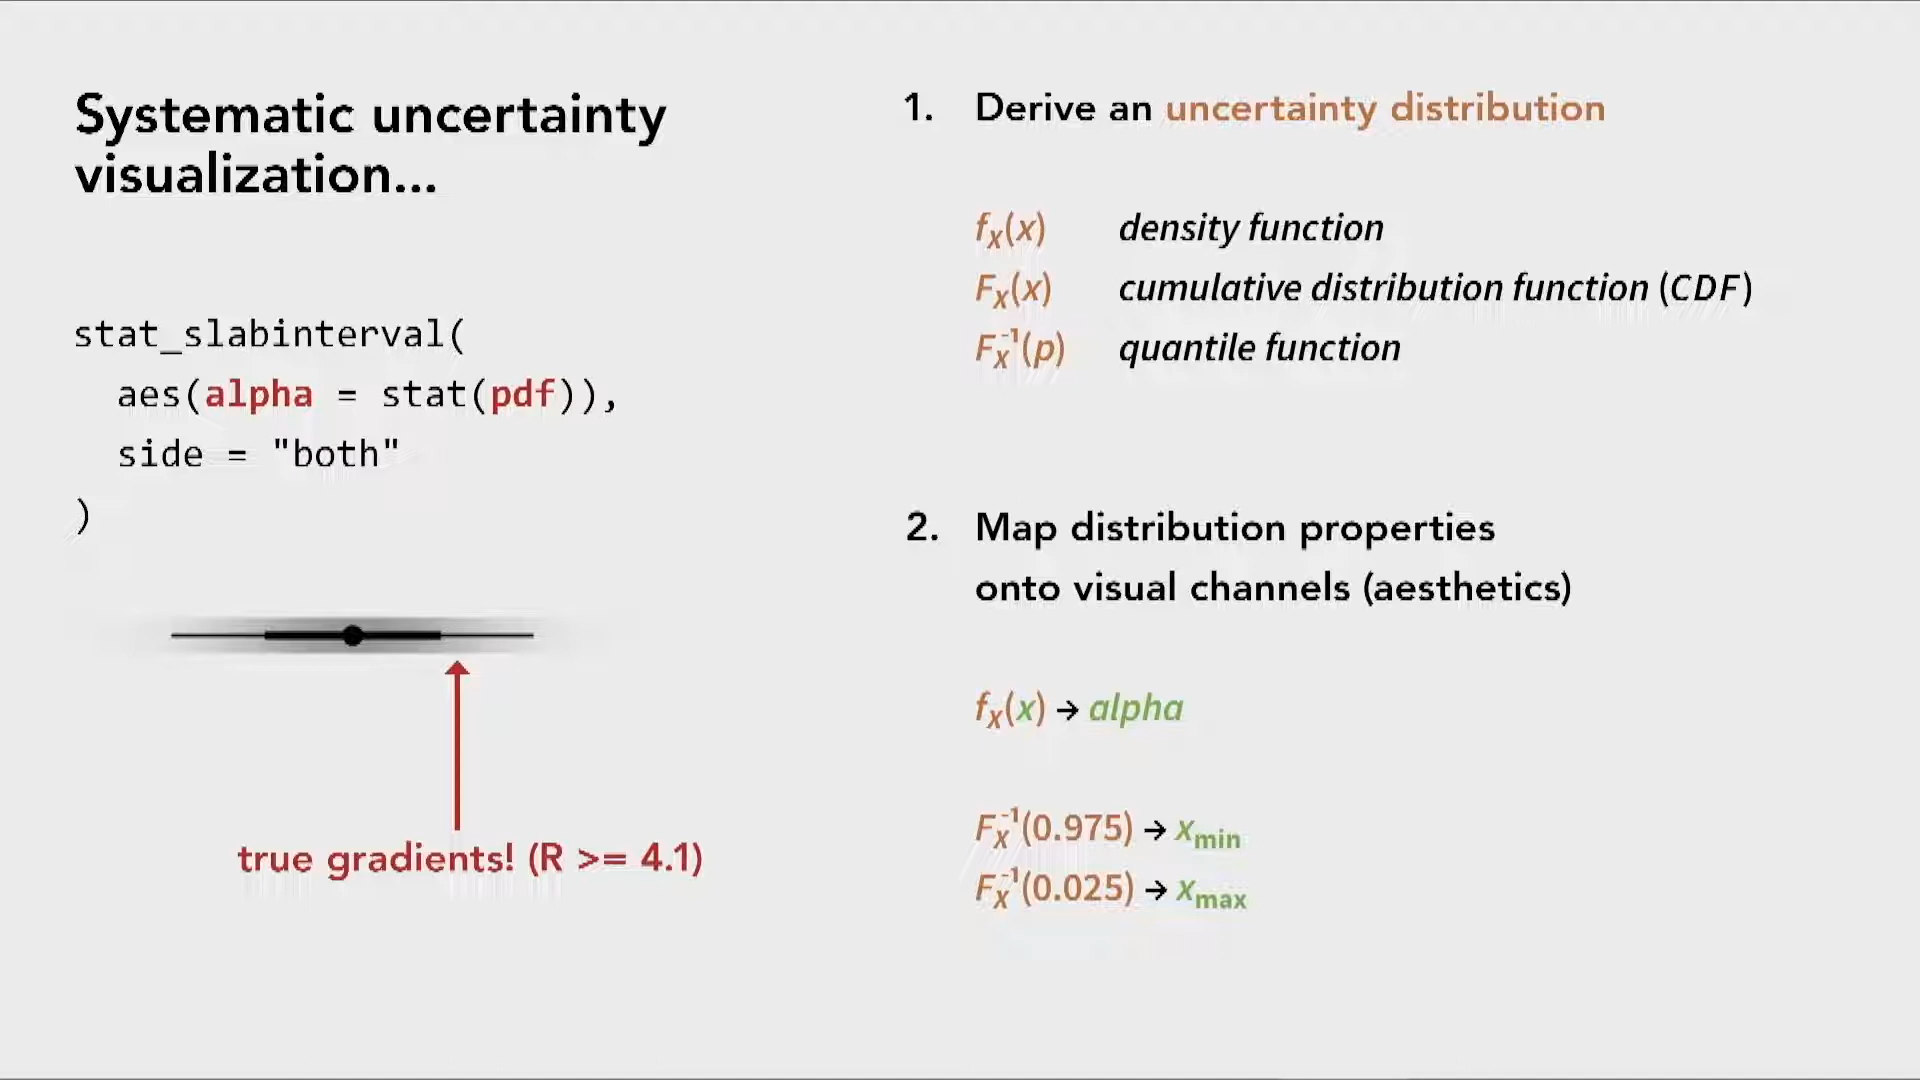 Systematic uncertainty
visualization...
stat_slabinterval(
aes(alpha = stat(pdf)),
side = "both"
)
true gradients! (R >= 4.1)
1. Derive an uncertainty distribution
fX(x) density function
FX(x) cumulative distribution function (CDF)
FX⁻¹(p) quantile function
2. Map distribution properties
onto visual channels (aesthetics)
fX(x) → alpha
FX⁻¹(0.975) → xmin
FX⁻¹(0.025) → xmax